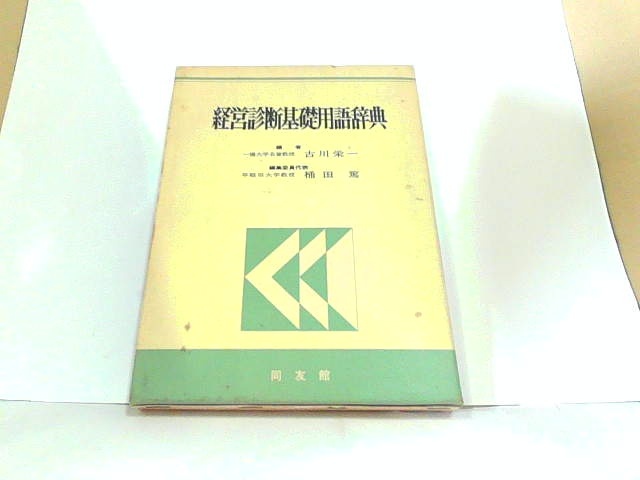 経営診断基礎用語辞典
編者
一橋大学名誉教授 古川栄一
編集委員代表
早稲田大学教授 桶田篤
同友館